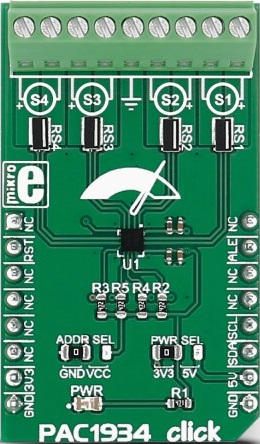 S4 S3 S2 S1
RS4 RS3 RS2 RS1
mikro e
U1
NC RST NC NC NC NC 3V3 GND
NC ALE NC NC SCL SDA 5V GND
R3 R5 R4 R2
ADDR SEL
GND VCC
PWR SEL
3V3 5V
PWR
R1
PAC1934 click